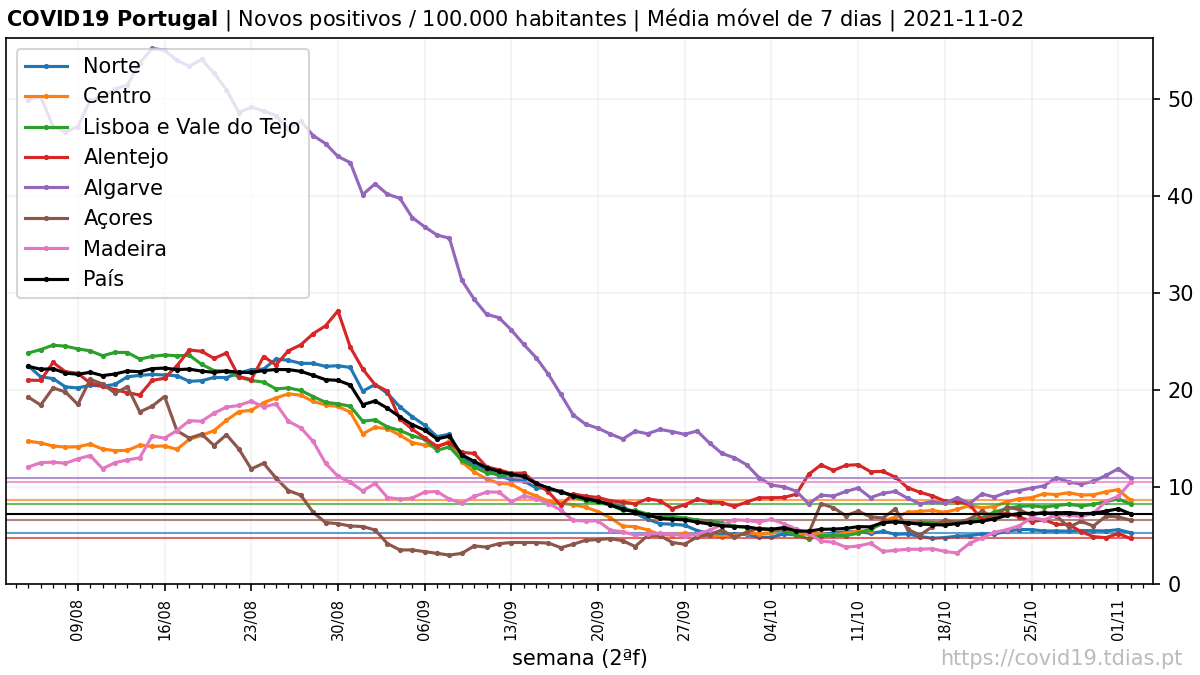 COVID19 Portugal | Novos positivos / 100.000 habitantes | Média móvel de 7 dias | 2021-11-02
Norte
Centro
Lisboa e Vale do Tejo
Alentejo
Algarve
Açores
Madeira
País
50
40
30
20
10
0
09/08
16/08
23/08
30/08
06/09
13/09
20/09
27/09
04/10
11/10
18/10
25/10
01/11
semana (2ªf)
https://covid19.tdias.pt